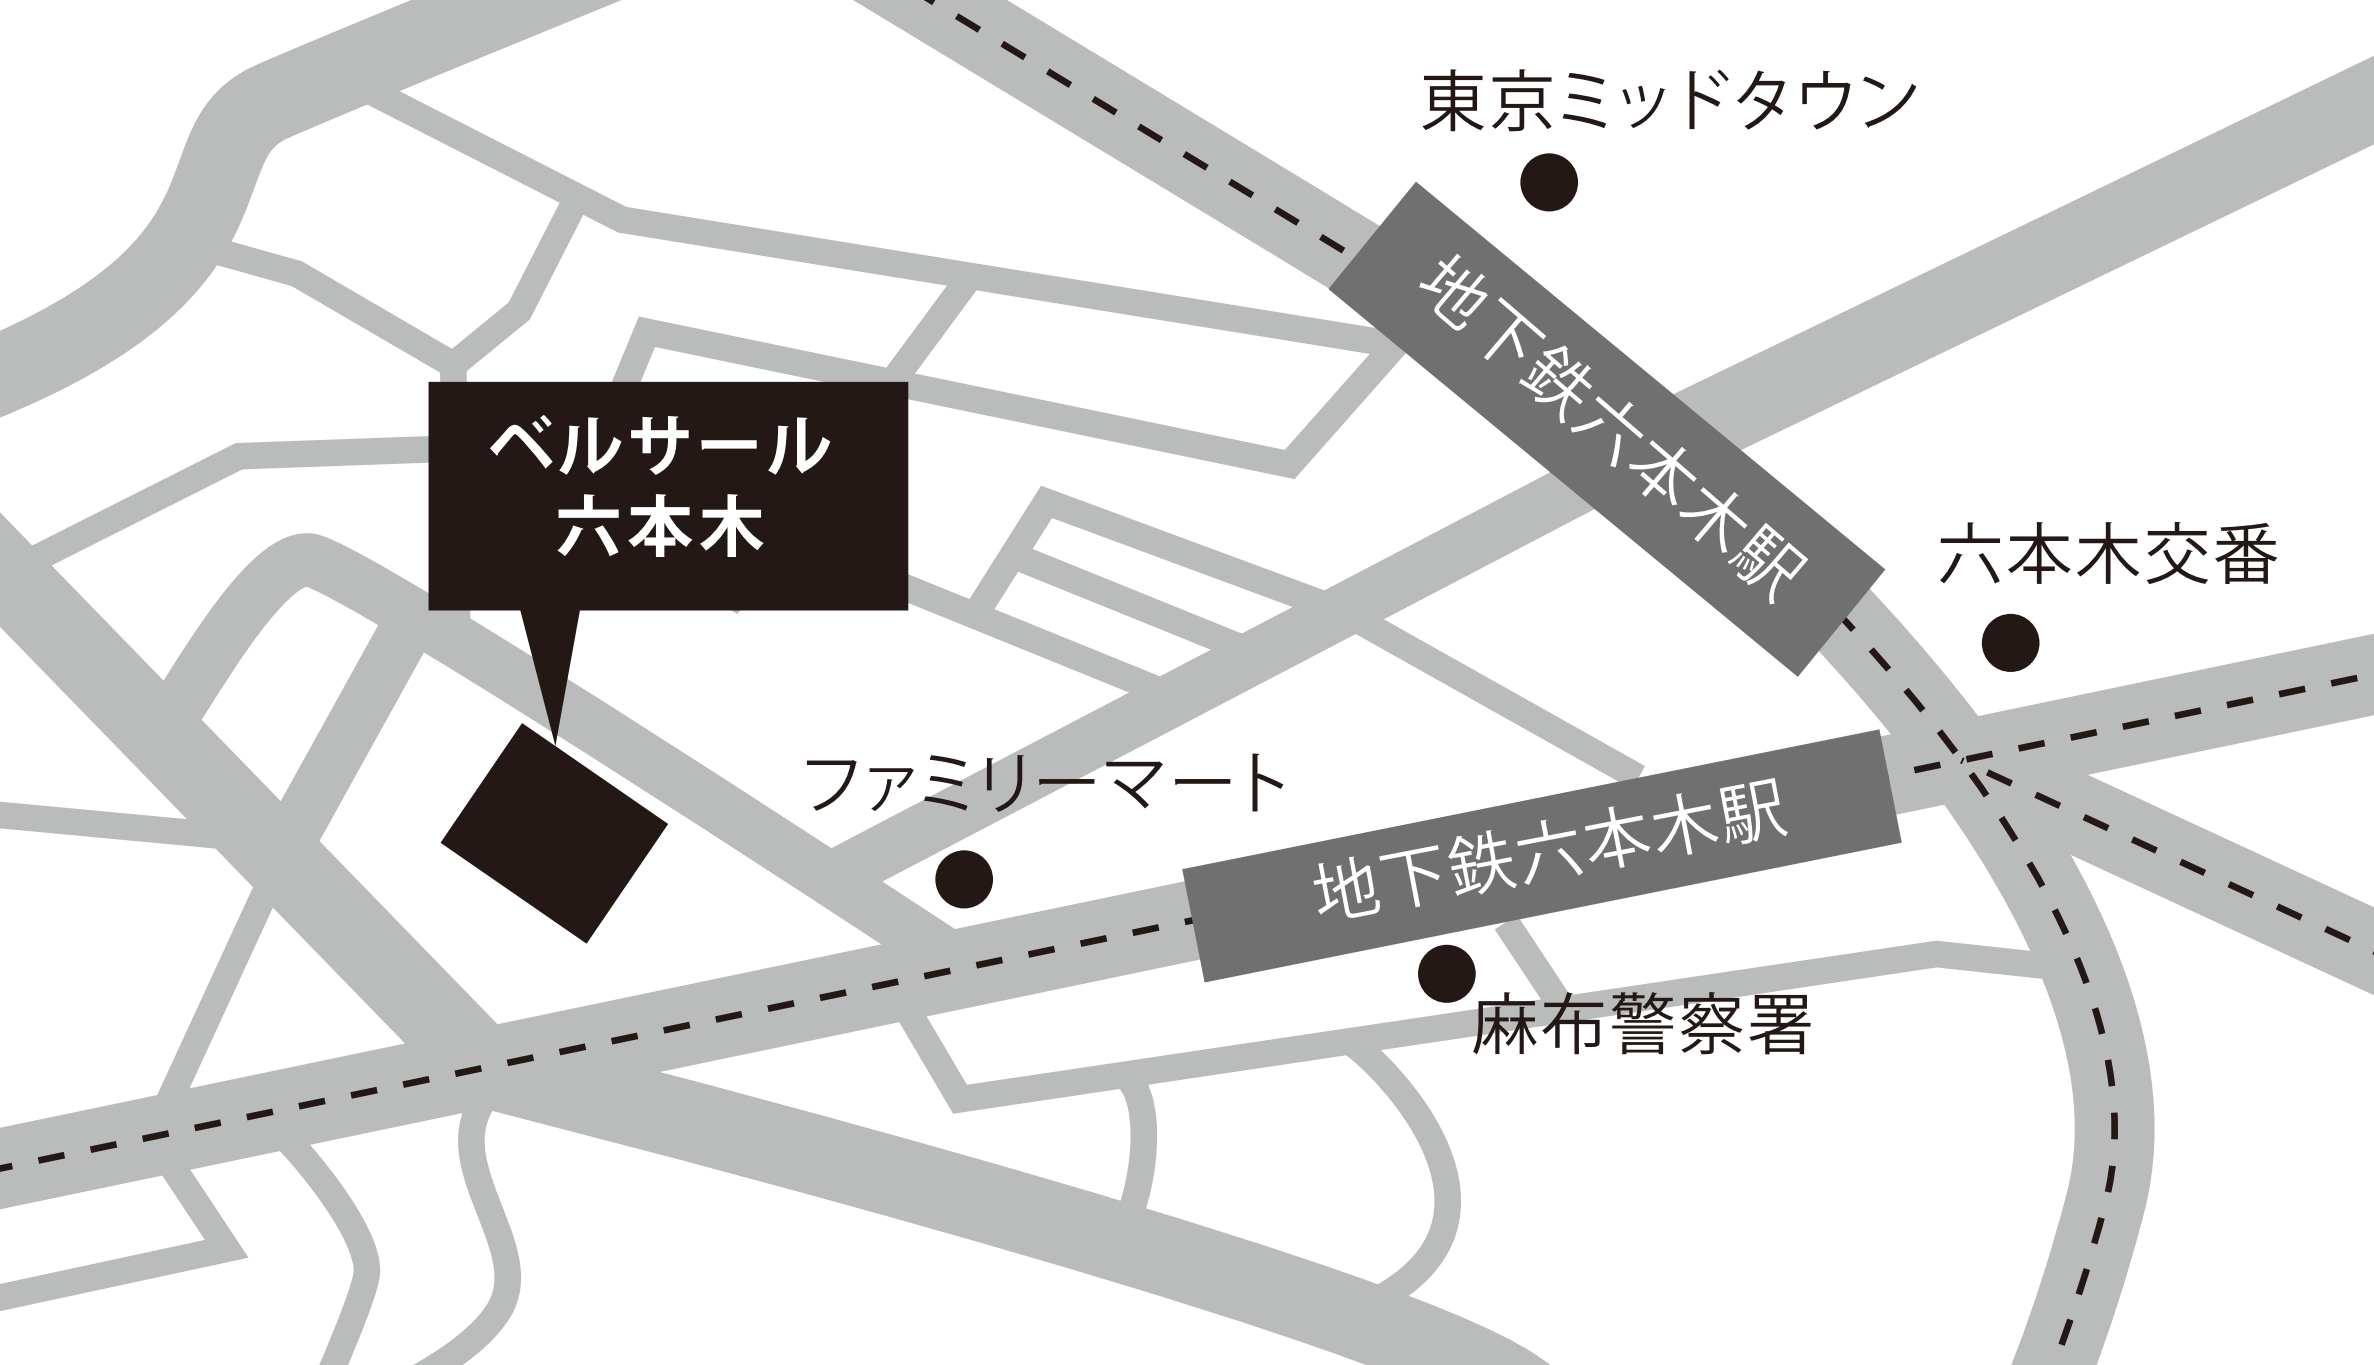 東京ミッドタウン
地下鉄六本木駅
ベルサール
六本木
六本木交番
ファミリーマート
地下鉄六本木駅
麻布警察署